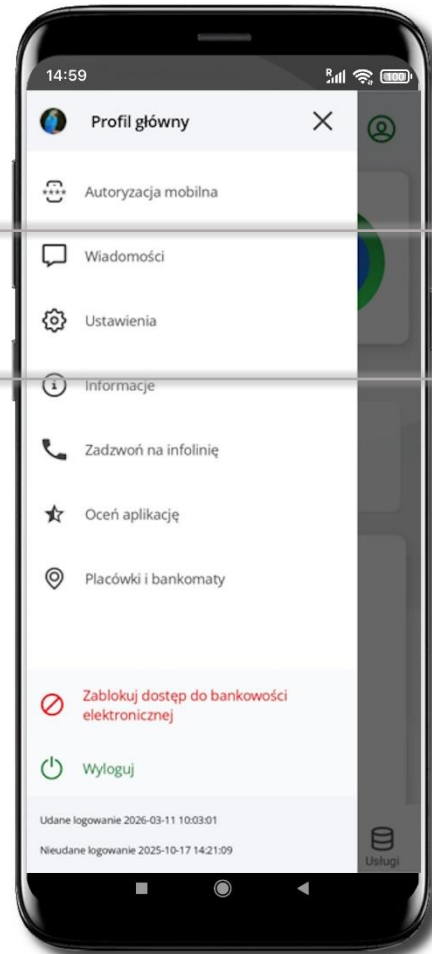 14:59
R
100
Profil główny
Autoryzacja mobilna
Wiadomości
Ustawienia
Informacje
Zadzwoń na infolinię
Oceń aplikację
Placówki i bankomaty
Zablokuj dostęp do bankowości
elektronicznej
Wyloguj
Udane logowanie 2026-03-11 10:03:01
Nieudane logowanie 2025-10-17 14:21:09
Usługi